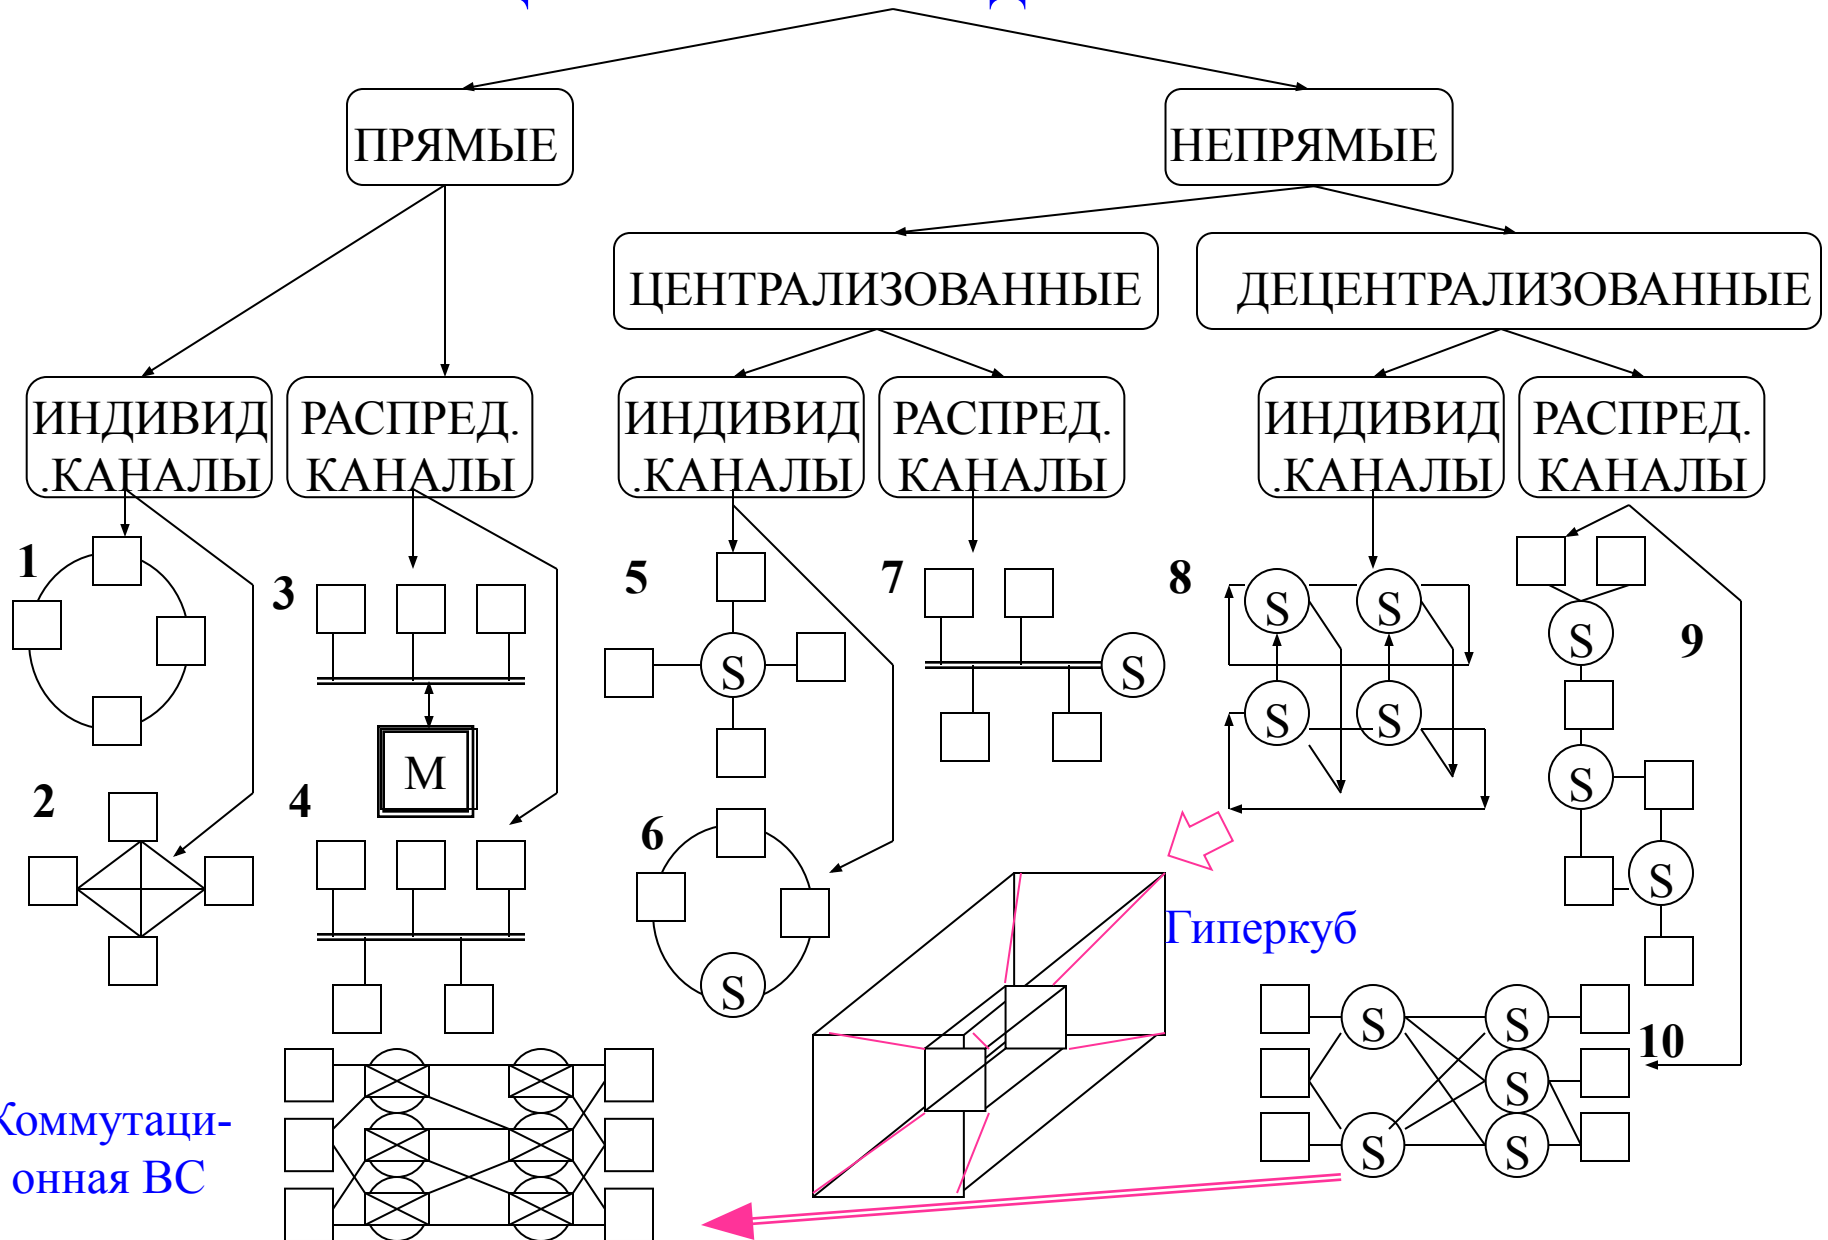 ПРЯМЫЕ
НЕПРЯМЫЕ
ЦЕНТРАЛИЗОВАННЫЕ
ДЕЦЕНТРАЛИЗОВАННЫЕ
ИНДИВИД
.КАНАЛЫ
РАСПРЕД.
КАНАЛЫ
ИНДИВИД
.КАНАЛЫ
РАСПРЕД.
КАНАЛЫ
ИНДИВИД
.КАНАЛЫ
РАСПРЕД.
КАНАЛЫ
1
2
3
M
4
5
S
6
S
7
S
8
S
S
S
S
9
S
S
S
Гиперкуб
10
S
S
S
S
S
Коммутаци-
онная ВС